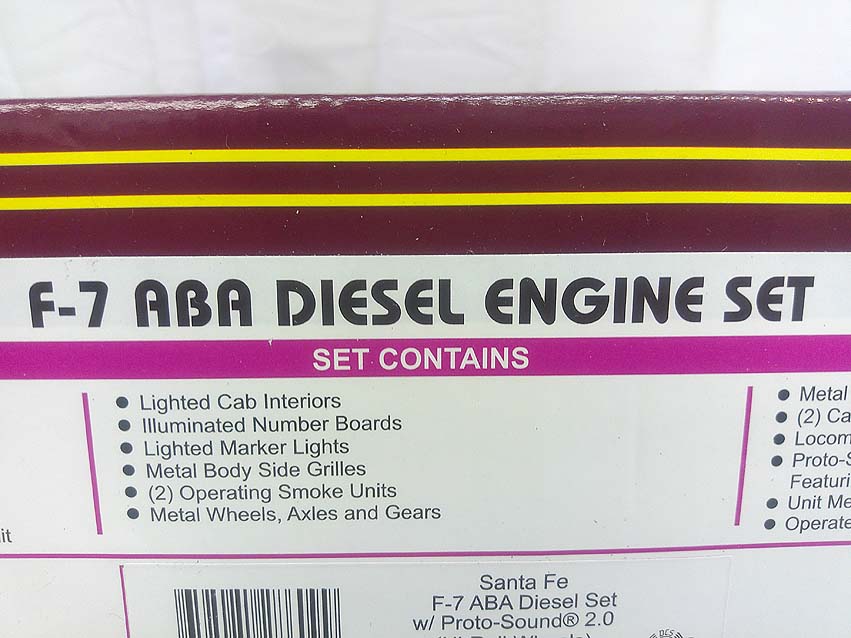 F-7 ABA DIESEL ENGINE SET
SET CONTAINS
it
• Lighted Cab Interiors
• Illuminated Number Boards
• Lighted Marker Lights
• Metal Body Side Grilles
• (2) Operating Smoke Units
• Metal Wheels, Axles and Gears
• Metal
• (2) Ca
• Locom
• Proto-S
Featuri
• Unit Me
• Operate
Santa Fe
F-7 ABA Diesel Set
w/ Proto-Sound® 2.0